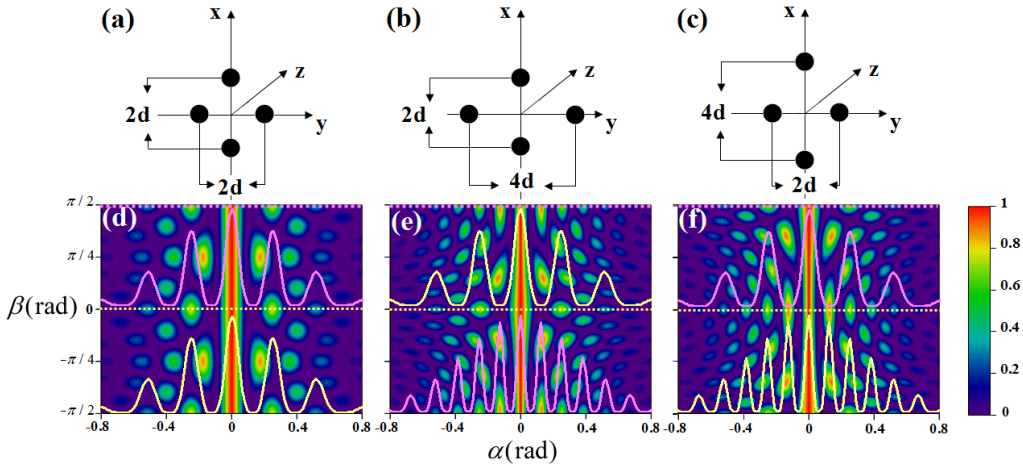 (a)
x
z
2d
y
2d
(b)
x
z
2d
y
4d
(c)
x
z
4d
y
2d
(d)
(e)
(f)
π / 2
π / 4
0
-π / 4
-π / 2
β(rad)
-0.8 -0.4 0 0.4 0.8
-0.4 0 0.4
-0.8 -0.4 0 0.4 0.8
α(rad)
1
0.8
0.6
0.4
0.2
0